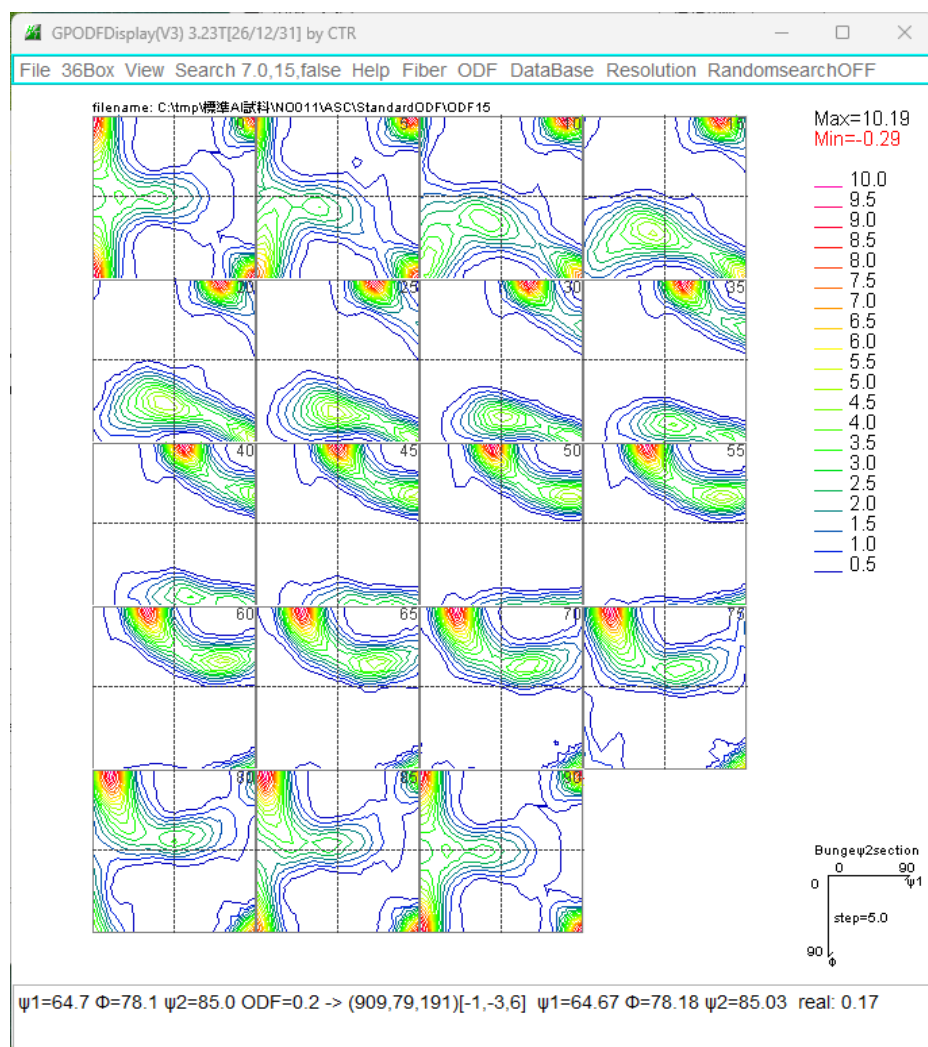 GPODFDisplay(V3) 3.23T[26/12/31] by CTR
File 36Box View Search 7.0,15,false Help Fiber ODF DataBase Resolution RandomsearchOFF
filename: C:\tmp\標準Al試料\NO011\ASC\StandardODF\ODF15
Max=10.19
Min=-0.29
0 5 10 15
10.0
9.5
9.0
8.5
8.0
7.5
7.0
6.5
6.0
5.5
5.0
4.5
4.0
3.5
3.0
2.5
2.0
1.5
1.0
0.5
20 25 30 35
40 45 50 55
60 65 70 75
80 85 90
Bungeψ2section
0 90
0 ψ1
step=5.0
90
Φ
ψ1=64.7 Φ=78.1 ψ2=85.0 ODF=0.2 -> (909,79,191)[-1,-3,6] ψ1=64.67 Φ=78.18 ψ2=85.03 real: 0.17